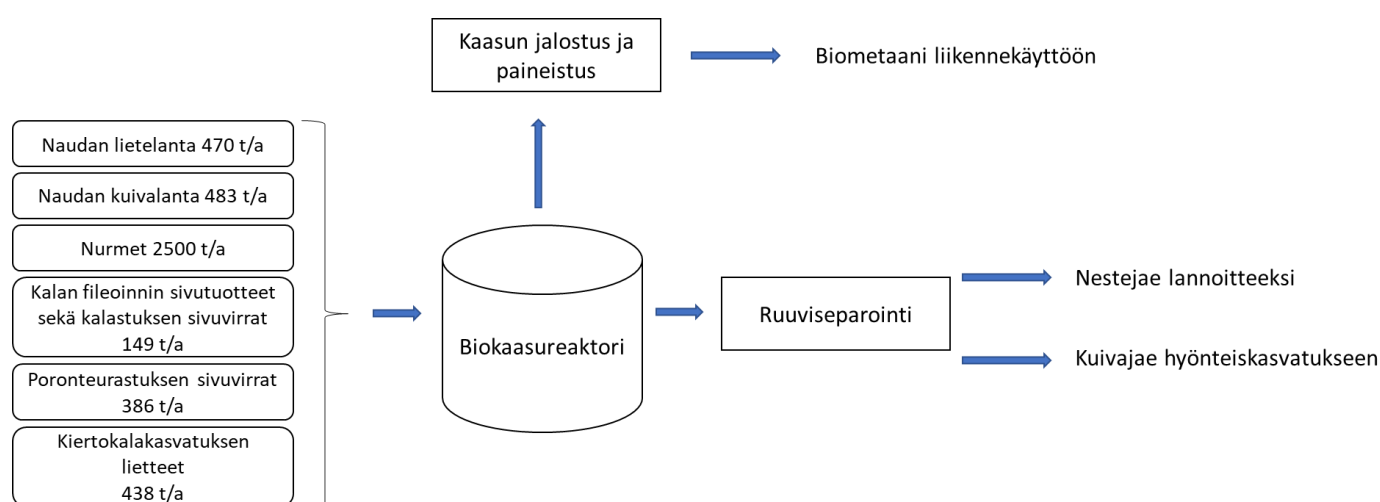 Kaasun jalostus ja
paineistus
Biometaani liikennekäyttöön
Naudan lietelanta 470 t/a
Naudan kuivalanta 483 t/a
Nurmet 2500 t/a
Kalan fileoinnin sivutuotteet
sekä kalastuksen sivuvirrat
149 t/a
Poronteurastuksen sivuvirrat
386 t/a
Kiertokalakasvatuksen
lietteet
438 t/a
Biokaasureaktori
Ruuviseparointi
Nestejae lannoitteeksi
Kuivajae hyönteiskasvatukseen